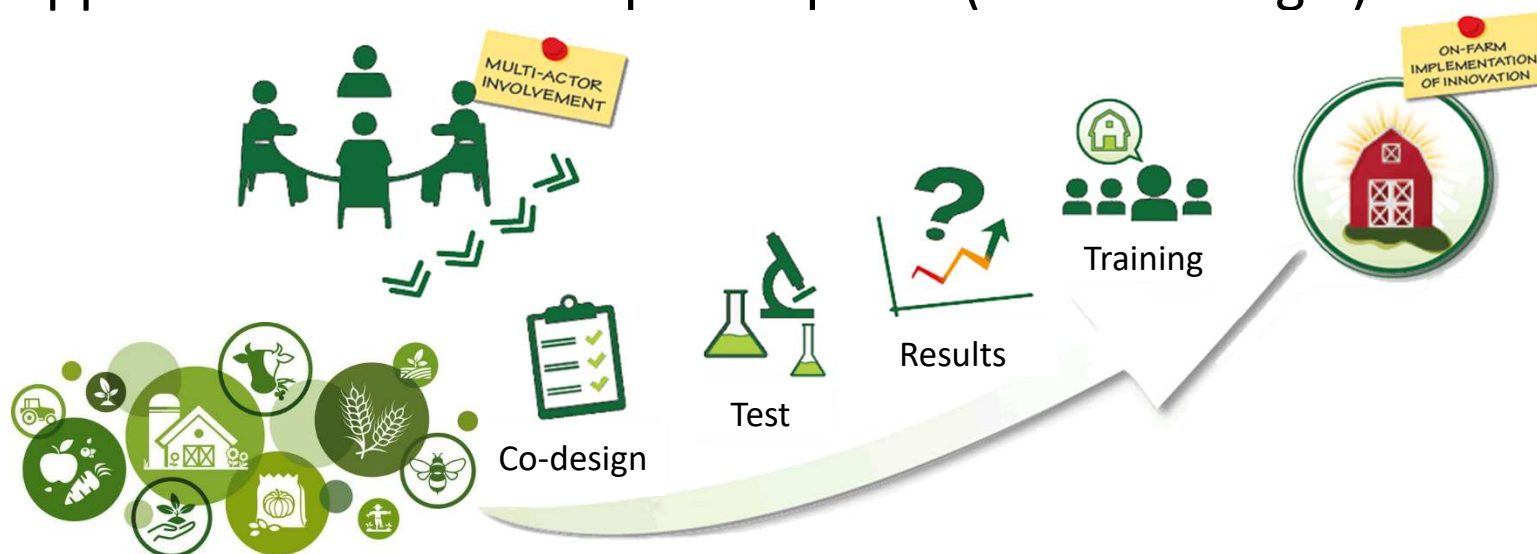 MULTI-ACTOR
INVOLVEMENT
ON-FARM
IMPLEMENTATION
OF INNOVATION
Co-design
Test
Results
Training